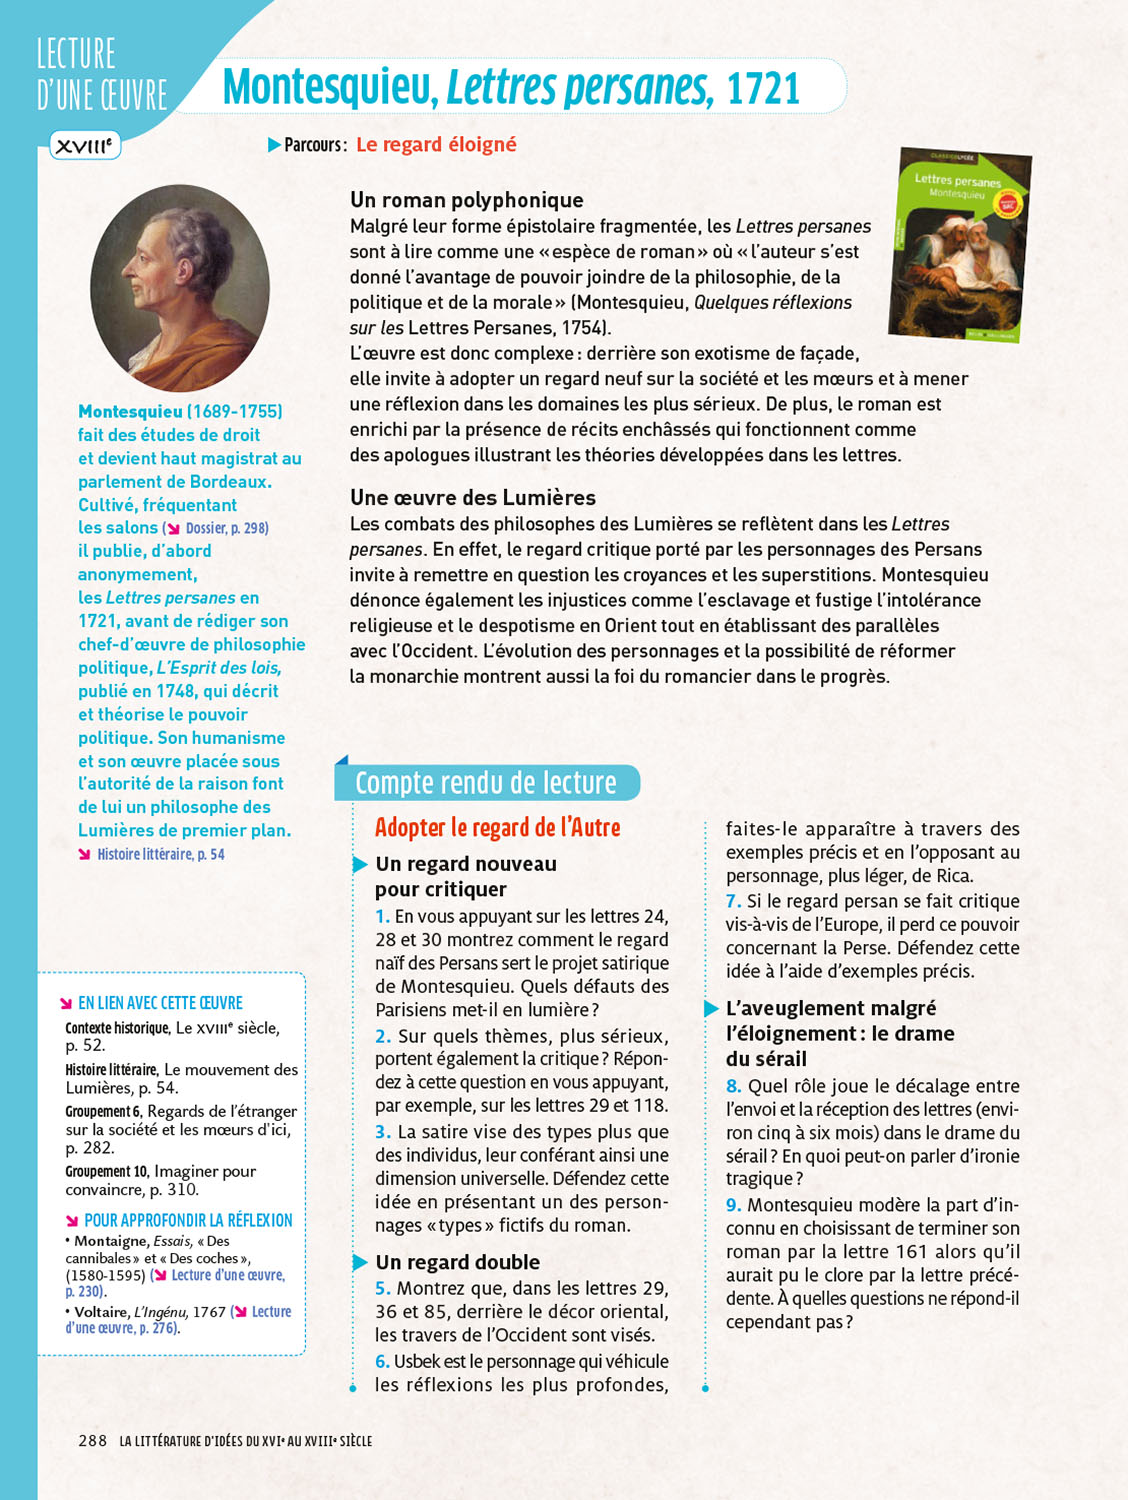 LECTURE
D'UNE ŒUVRE
Montesquieu, Lettres persanes, 1721
XVIIIe
Parcours : Le regard éloigné
CLASSICOLYCÉE
Lettres persanes
Montesquieu
Un roman polyphonique
Malgré leur forme épistolaire fragmentée, les Lettres persanes
sont à lire comme une « espèce de roman » où « l'auteur s'est
donné l'avantage de pouvoir joindre de la philosophie, de la
politique et de la morale » (Montesquieu, Quelques réflexions
sur les Lettres Persanes, 1754).
L'œuvre est donc complexe : derrière son exotisme de façade,
elle invite à adopter un regard neuf sur la société et les mœurs et à mener
une réflexion dans les domaines les plus sérieux. De plus, le roman est
enrichi par la présence de récits enchâssés qui fonctionnent comme
des apologues illustrant les théories développées dans les lettres.
Une œuvre des Lumières
Les combats des philosophes des Lumières se reflètent dans les Lettres
persanes. En effet, le regard critique porté par les personnages des Persans
invite à remettre en question les croyances et les superstitions. Montesquieu
dénonce également les injustices comme l'esclavage et fustige l'intolérance
religieuse et le despotisme en Orient tout en établissant des parallèles
avec l'Occident. L'évolution des personnages et la possibilité de réformer
la monarchie montrent aussi la foi du romancier dans le progrès.
Montesquieu (1689-1755)
fait des études de droit
et devient haut magistrat au
parlement de Bordeaux.
Cultivé, fréquentant
les salons (Dossier, p. 298)
il publie, d'abord
anonymement,
les Lettres persanes en
1721, avant de rédiger son
chef-d'œuvre de philosophie
politique, L'Esprit des lois,
publié en 1748, qui décrit
et théorise le pouvoir
politique. Son humanisme
et son œuvre placée sous
l'autorité de la raison font
de lui un philosophe des
Lumières de premier plan.
Histoire littéraire, p. 54
EN LIEN AVEC CETTE ŒUVRE
Contexte historique, Le XVIIIe siècle,
p. 52.
Histoire littéraire, Le mouvement des
Lumières, p. 54.
Groupement 6, Regards de l'étranger
sur la société et les mœurs d'ici,
p. 282.
Groupement 10, Imaginer pour
convaincre, p. 310.
POUR APPROFONDIR LA RÉFLEXION
• Montaigne, Essais, « Des
cannibales » et « Des coches »,
(1580-1595) (Lecture d'une œuvre,
p. 230).
• Voltaire, L'Ingénu, 1767 (Lecture
d'une œuvre, p. 276).
Compte rendu de lecture
Adopter le regard de l'Autre
Un regard nouveau
pour critiquer
1. En vous appuyant sur les lettres 24,
28 et 30 montrez comment le regard
naïf des Persans sert le projet satirique
de Montesquieu. Quels défauts des
Parisiens met-il en lumière ?
2. Sur quels thèmes, plus sérieux,
portent également la critique ? Répon-
dez à cette question en vous appuyant,
par exemple, sur les lettres 29 et 118.
3. La satire vise des types plus que
des individus, leur conférant ainsi une
dimension universelle. Défendez cette
idée en présentant un des person-
nages « types » fictifs du roman.
Un regard double
5. Montrez que, dans les lettres 29,
36 et 85, derrière le décor oriental,
les travers de l'Occident sont visés.
6. Usbek est le personnage qui véhicule
les réflexions les plus profondes,
faites-le apparaître à travers des
exemples précis et en l'opposant au
personnage, plus léger, de Rica.
7. Si le regard persan se fait critique
vis-à-vis de l'Europe, il perd ce pouvoir
concernant la Perse. Défendez cette
idée à l'aide d'exemples précis.
L'aveuglement malgré
l'éloignement : le drame
du sérail
8. Quel rôle joue le décalage entre
l'envoi et la réception des lettres (envi-
ron cinq à six mois) dans le drame du
sérail ? En quoi peut-on parler d'ironie
tragique ?
9. Montesquieu modère la part d'in-
connu en choisissant de terminer son
roman par la lettre 161 alors qu'il
aurait pu le clore par la lettre précé-
dente. À quelles questions ne répond-il
cependant pas ?
288 LA LITTÉRATURE D'IDÉES DU XVIe AU XVIIIe SIÈCLE